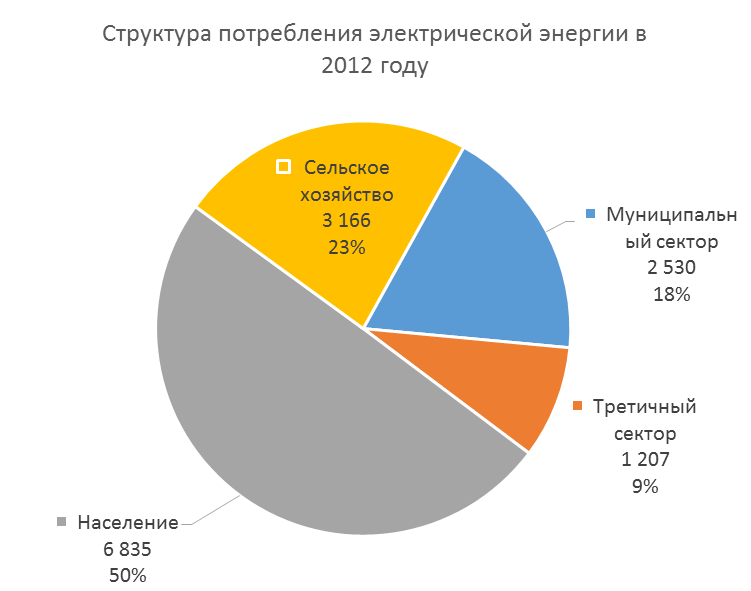 Структура потребления электрической энергии в
2012 году
Сельское
хозяйство
3 166
23%
Муниципальн
ый сектор
2 530
18%
Третичный
сектор
1 207
9%
Население
6 835
50%